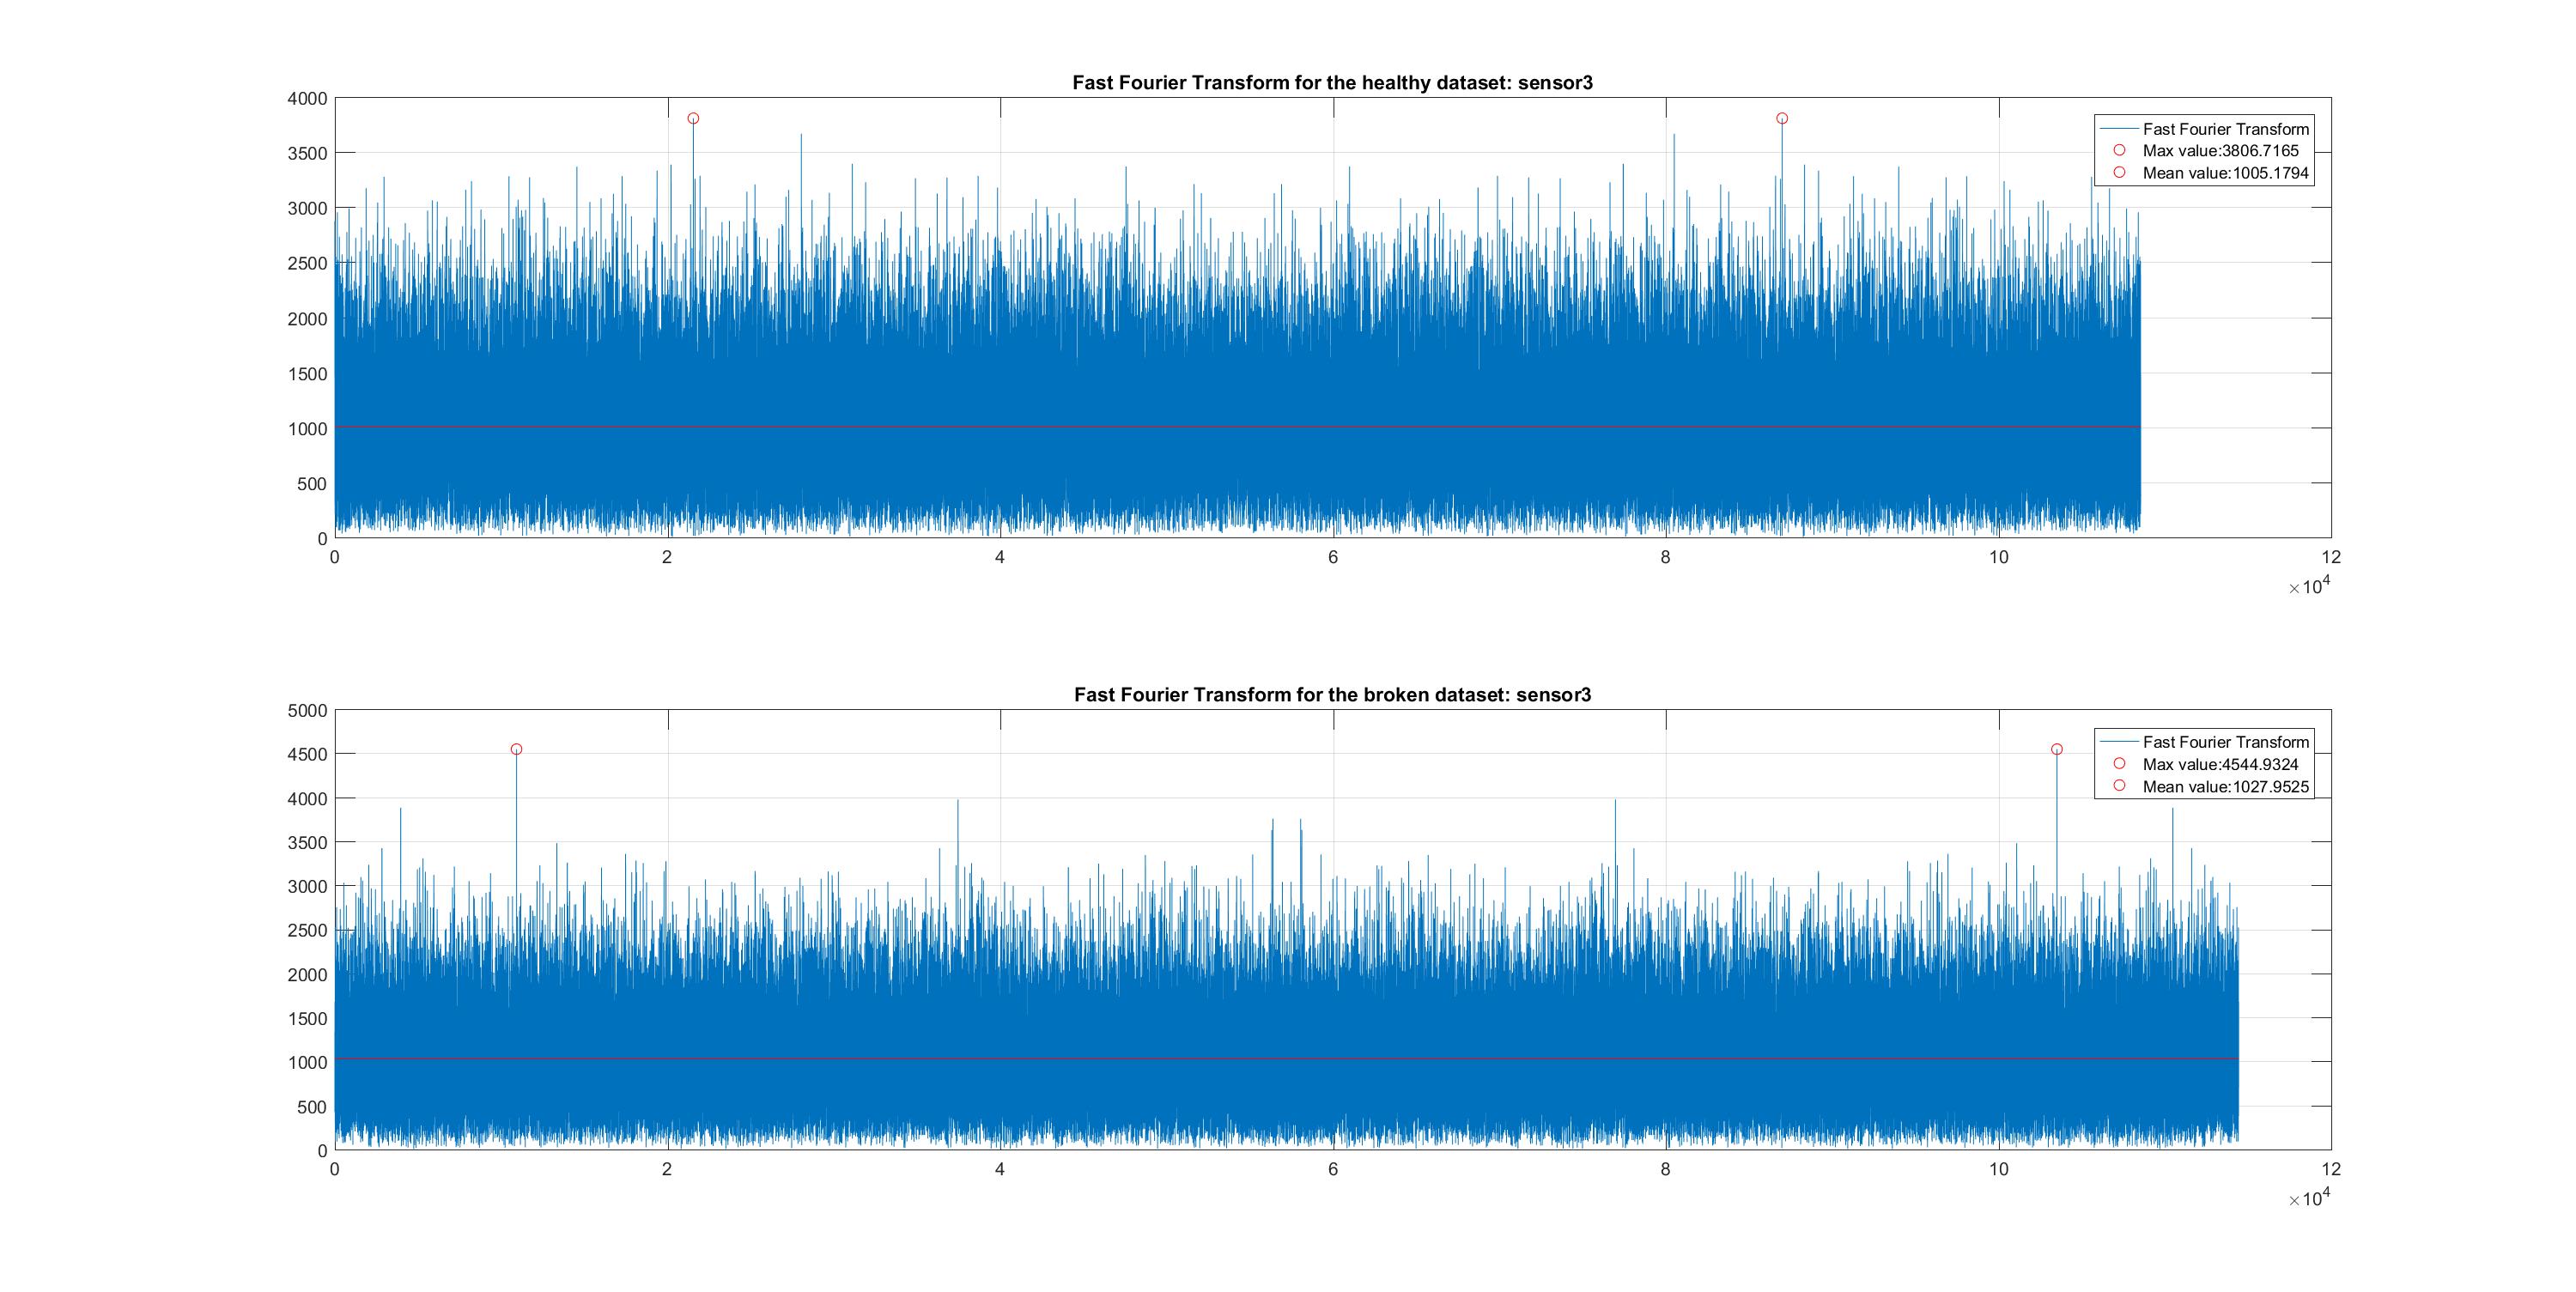 Fast Fourier Transform for the healthy dataset: sensor3
4000
3500
3000
2500
2000
1500
1000
500
0
Fast Fourier Transform
Max value:3806.7165
Mean value:1005.1794
0 2 4 6 8 10 12
×10^4
Fast Fourier Transform for the broken dataset: sensor3
5000
4500
4000
3500
3000
2500
2000
1500
1000
500
0
Fast Fourier Transform
Max value:4544.9324
Mean value:1027.9525
0 2 4 6 8 10 12
×10^4